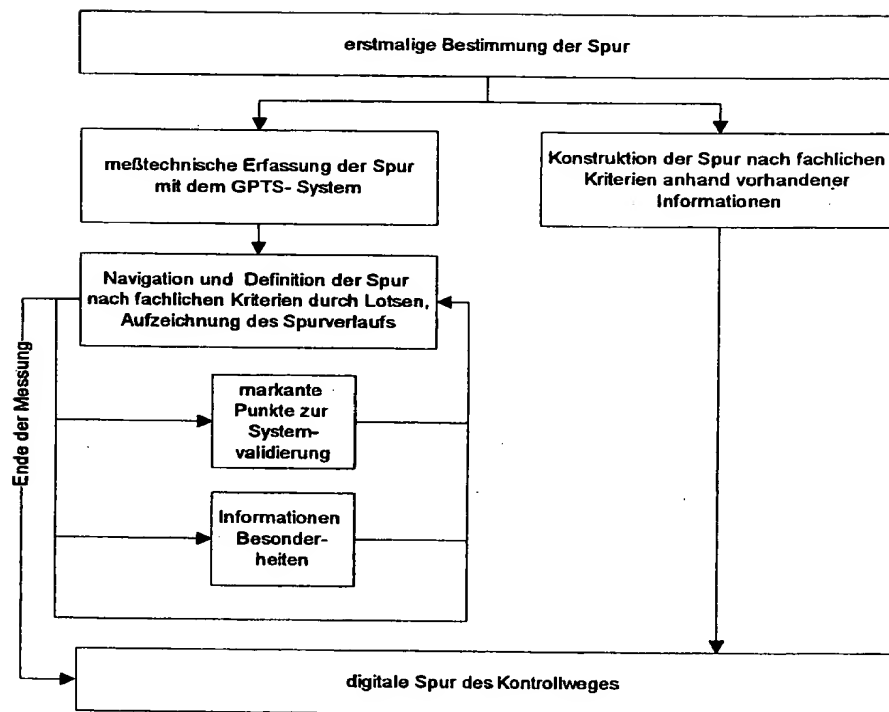 erstmalige Bestimmung der Spur
meßtechnische Erfassung der Spur
mit dem GPTS- System
Konstruktion der Spur nach fachlichen
Kriterien anhand vorhandener
Informationen
Navigation und Definition der Spur
nach fachlichen Kriterien durch Lotsen,
Aufzeichnung des Spurverlaufs
Ende der Messung
markante
Punkte zur
System-
validierung
Informationen
Besonder-
heiten
digitale Spur des Kontrollweges